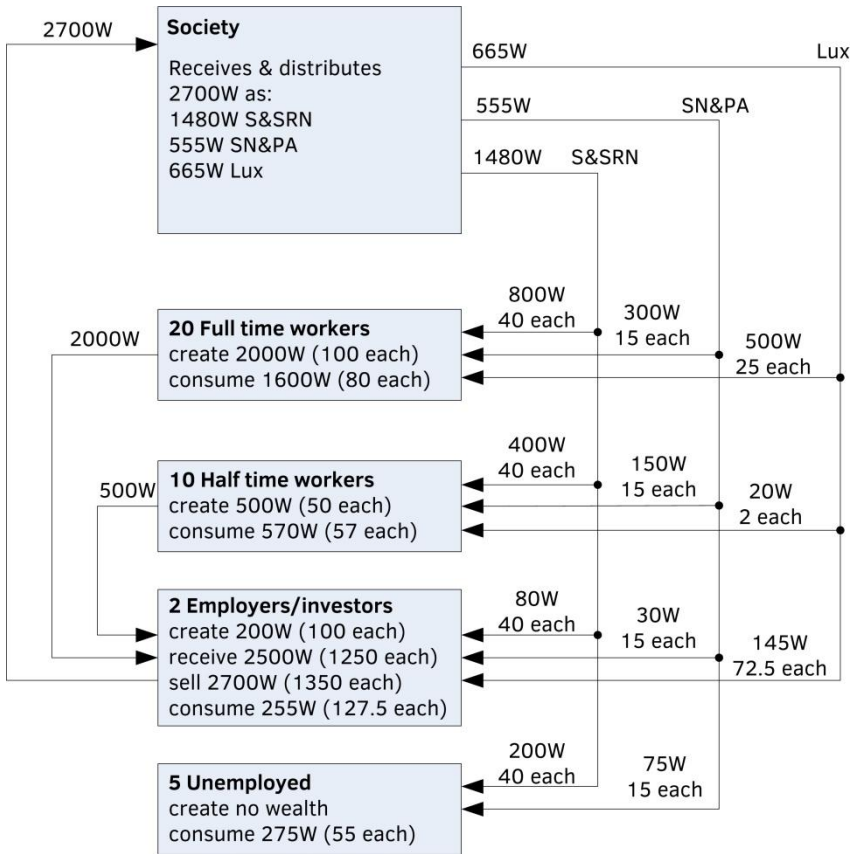 2700W
Society
Receives & distributes
2700W as:
1480W S&SRN
555W SN&PA
665W Lux
665W
Lux
555W
SN&PA
1480W
S&SRN
20 Full time workers
create 2000W (100 each)
consume 1600W (80 each)
2000W
800W
40 each
300W
15 each
500W
25 each
10 Half time workers
create 500W (50 each)
consume 570W (57 each)
500W
400W
40 each
150W
15 each
20W
2 each
2 Employers/investors
create 200W (100 each)
receive 2500W (1250 each)
sell 2700W (1350 each)
consume 255W (127.5 each)
80W
40 each
30W
15 each
145W
72.5 each
5 Unemployed
create no wealth
consume 275W (55 each)
200W
40 each
75W
15 each